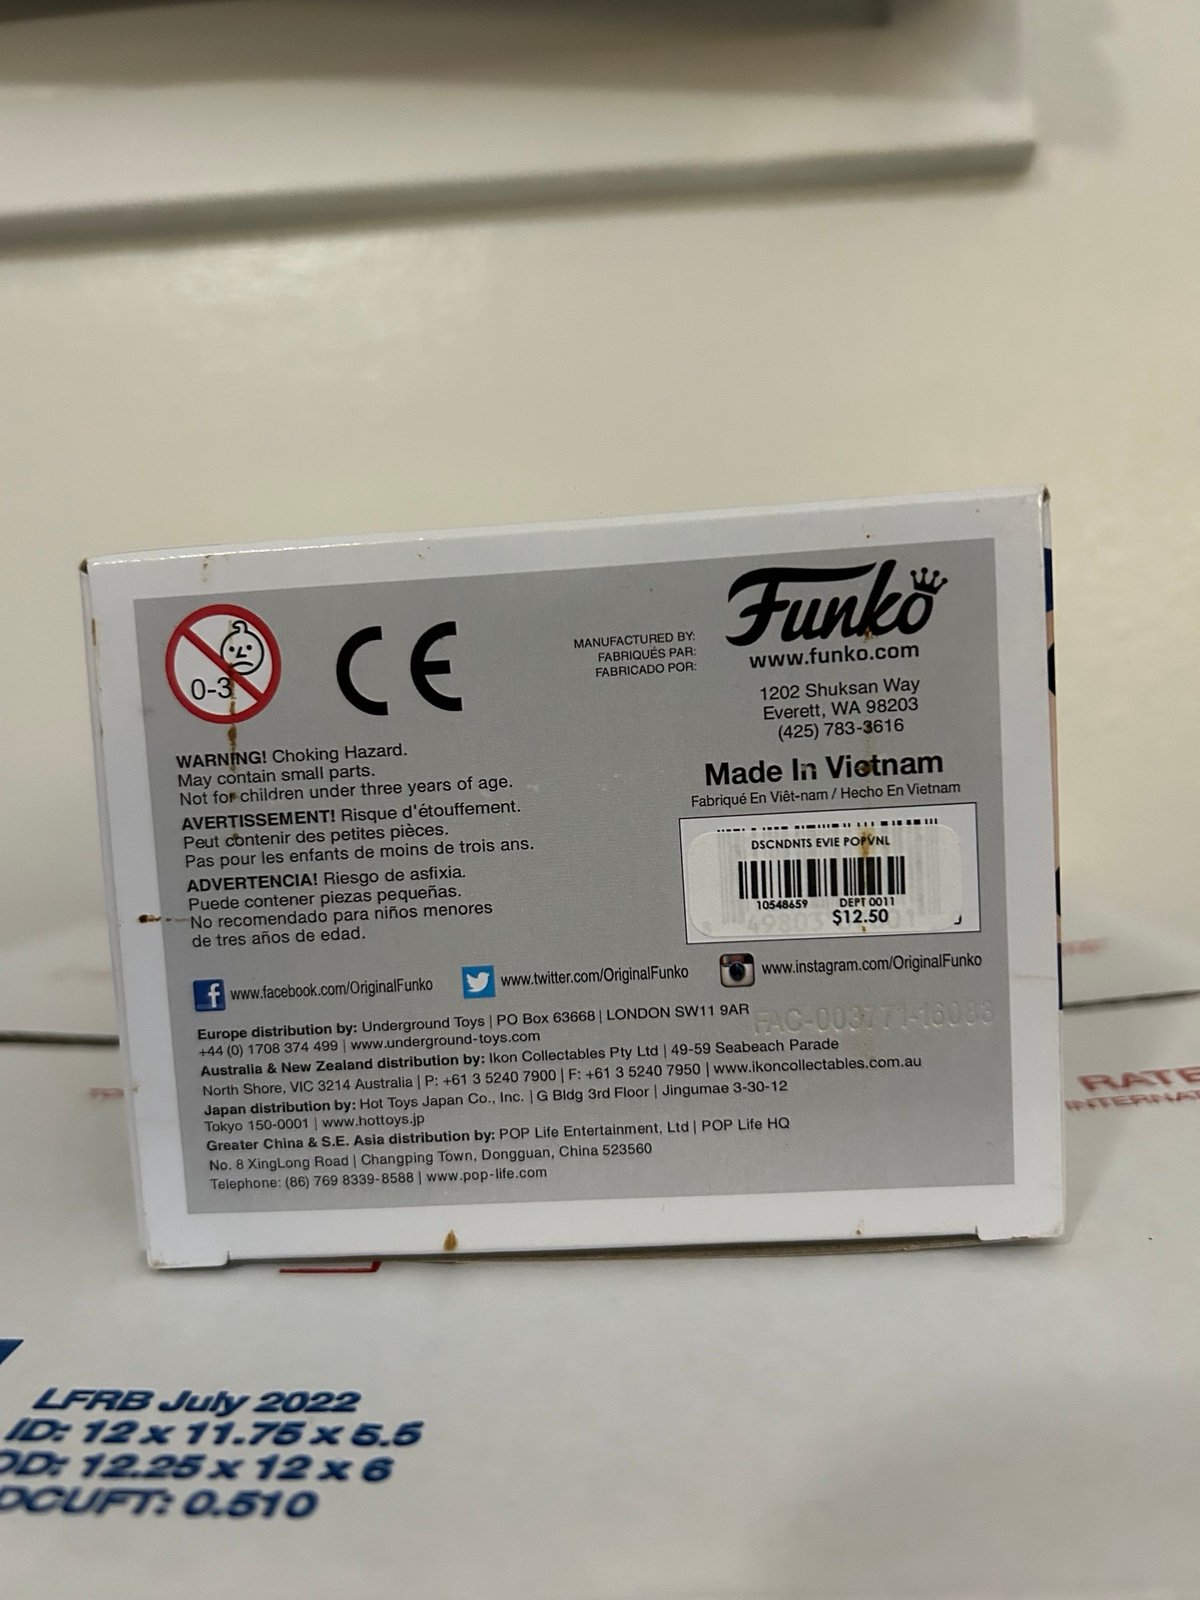 0-3
CE
MANUFACTURED BY:
FABRIQUÉS PAR:
FABRICADO POR:
Funko
www.funko.com
1202 Shuksan Way
Everett, WA 98203
(425) 783-3616
Made In Vietnam
Fabriqué En Viêt-nam / Hecho En Vietnam
WARNING! Choking Hazard.
May contain small parts.
Not for children under three years of age.
AVERTISSEMENT! Risque d'étouffement.
Peut contenir des petites pièces.
Pas pour les enfants de moins de trois ans.
ADVERTENCIA! Riesgo de asfixia.
Puede contener piezas pequeñas.
No recomendado para niños menores
de tres años de edad.
DSCNDNTS EVIE POPVNL
10548659 DEPT 0011
$12.50
www.facebook.com/OriginalFunko
www.twitter.com/OriginalFunko
www.instagram.com/OriginalFunko
Europe distribution by: Underground Toys | PO Box 63668 | LONDON SW11 9AR
+44 (0) 1708 374 499 | www.underground-toys.com
Australia & New Zealand distribution by: Ikon Collectables Pty Ltd | 49-59 Seabeach Parade
North Shore, VIC 3214 Australia | P: +61 3 5240 7900 | F: +61 3 5240 7950 | www.ikoncollectables.com.au
Japan distribution by: Hot Toys Japan Co., Inc. | G Bldg 3rd Floor | Jingumae 3-30-12
Tokyo 150-0001 | www.hottoys.jp
Greater China & S.E. Asia distribution by: POP Life Entertainment, Ltd | POP Life HQ
No. 8 XingLong Road | Changping Town, Dongguan, China 523560
Telephone: (86) 769 8339-8588 | www.pop-life.com
RATE
LFRB July 2022
ID: 12 x 11.75 x 5.5
OD: 12.25 x 12 x 6
ODCUFT: 0.510